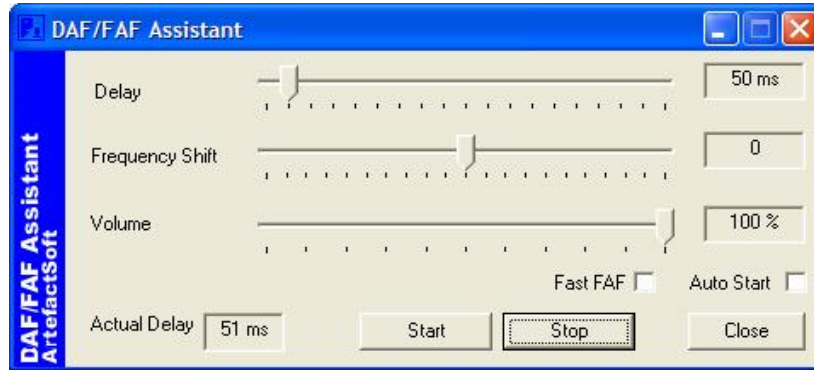 DAF/FAF Assistant
Delay
50 ms
Frequency Shift
0
Volume
100 %
Fast FAF
Auto Start
Actual Delay
51 ms
Start
Stop
Close
DAF/FAF Assistant
ArtefactSoft